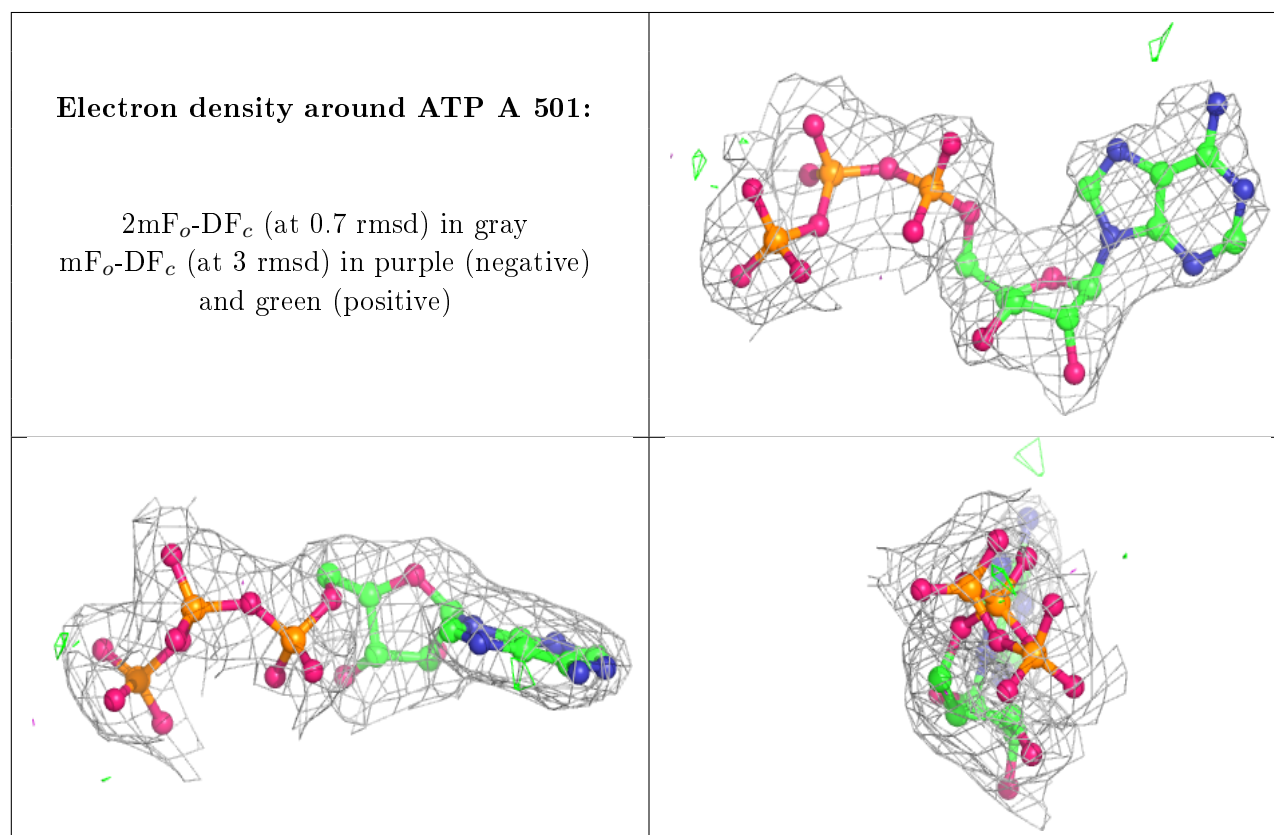 Electron density around ATP A 501:
2mFₒ-DF𝑐 (at 0.7 rmsd) in gray
mFₒ-DF𝑐 (at 3 rmsd) in purple (negative)
and green (positive)